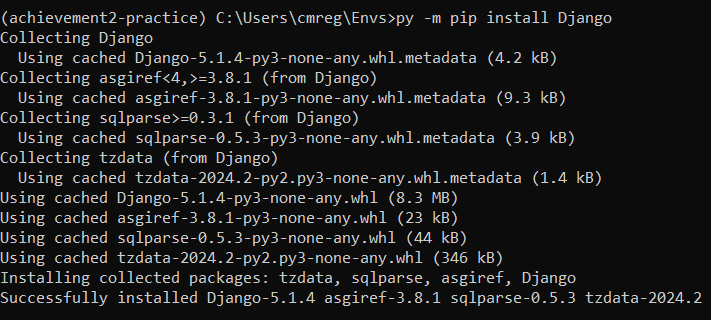 (achievement2-practice) C:\Users\cmreg\Envs>py -m pip install Django
Collecting Django
  Using cached Django-5.1.4-py3-none-any.whl.metadata (4.2 kB)
Collecting asgiref<4,>=3.8.1 (from Django)
  Using cached asgiref-3.8.1-py3-none-any.whl.metadata (9.3 kB)
Collecting sqlparse>=0.3.1 (from Django)
  Using cached sqlparse-0.5.3-py3-none-any.whl.metadata (3.9 kB)
Collecting tzdata (from Django)
  Using cached tzdata-2024.2-py2.py3-none-any.whl.metadata (1.4 kB)
Using cached Django-5.1.4-py3-none-any.whl (8.3 MB)
Using cached asgiref-3.8.1-py3-none-any.whl (23 kB)
Using cached sqlparse-0.5.3-py3-none-any.whl (44 kB)
Using cached tzdata-2024.2-py2.py3-none-any.whl (346 kB)
Installing collected packages: tzdata, sqlparse, asgiref, Django
Successfully installed Django-5.1.4 asgiref-3.8.1 sqlparse-0.5.3 tzdata-2024.2